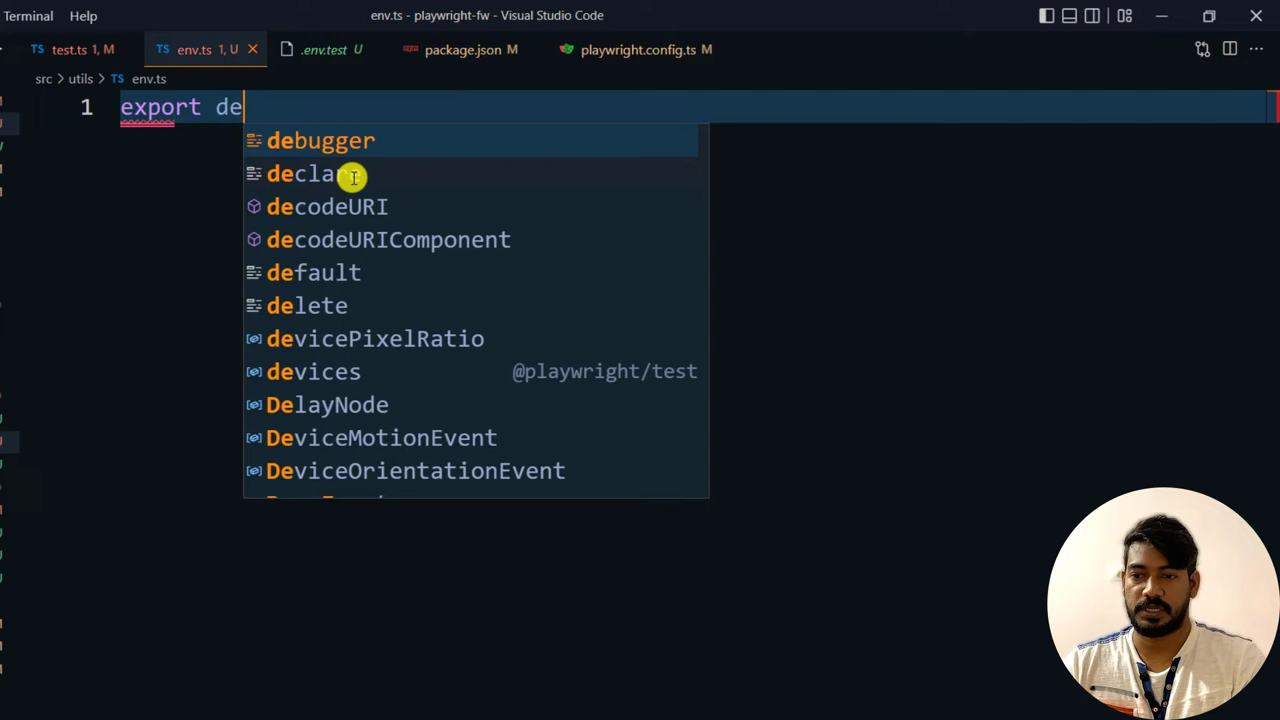 Terminal Help env.ts - playwright-fw - Visual Studio Code
TS test.ts 1, M TS env.ts 1, U .env.test U package.json M playwright.config.ts M
src > utils > TS env.ts
1 export de
debugger
declare
decodeURI
decodeURIComponent
default
delete
devicePixelRatio
devices @playwright/test
DelayNode
DeviceMotionEvent
DeviceOrientationEvent